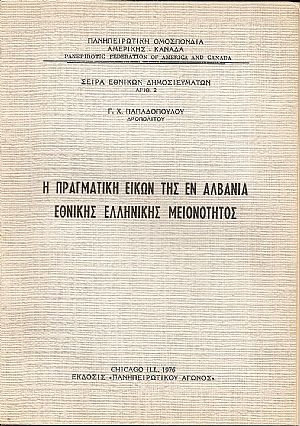 ΠΑΝΗΠΕΙΡΩΤΙΚΗ ΟΜΟΣΠΟΝΔΙΑ
ΑΜΕΡΙΚΗΣ - ΚΑΝΑΔΑ
PANEPIROTIC FEDERATION OF AMERICA AND CANADA
ΣΕΙΡΑ ΕΘΝΙΚΩΝ ΔΗΜΟΣΙΕΥΜΑΤΩΝ
ΑΡΙΘ. 2
Γ. Χ. ΠΑΠΑΔΟΠΟΥΛΟΥ
ΔΡΟΠΟΛΙΤΟΥ
Η ΠΡΑΓΜΑΤΙΚΗ ΕΙΚΩΝ ΤΗΣ ΕΝ ΑΛΒΑΝΙΑ
ΕΘΝΙΚΗΣ ΕΛΛΗΝΙΚΗΣ ΜΕΙΟΝΟΤΗΤΟΣ
CHICAGO ILL. 1976
ΕΚΔΟΣΙΣ «ΠΑΝΗΠΕΙΡΩΤΙΚΟΥ ΑΓΩΝΟΣ»